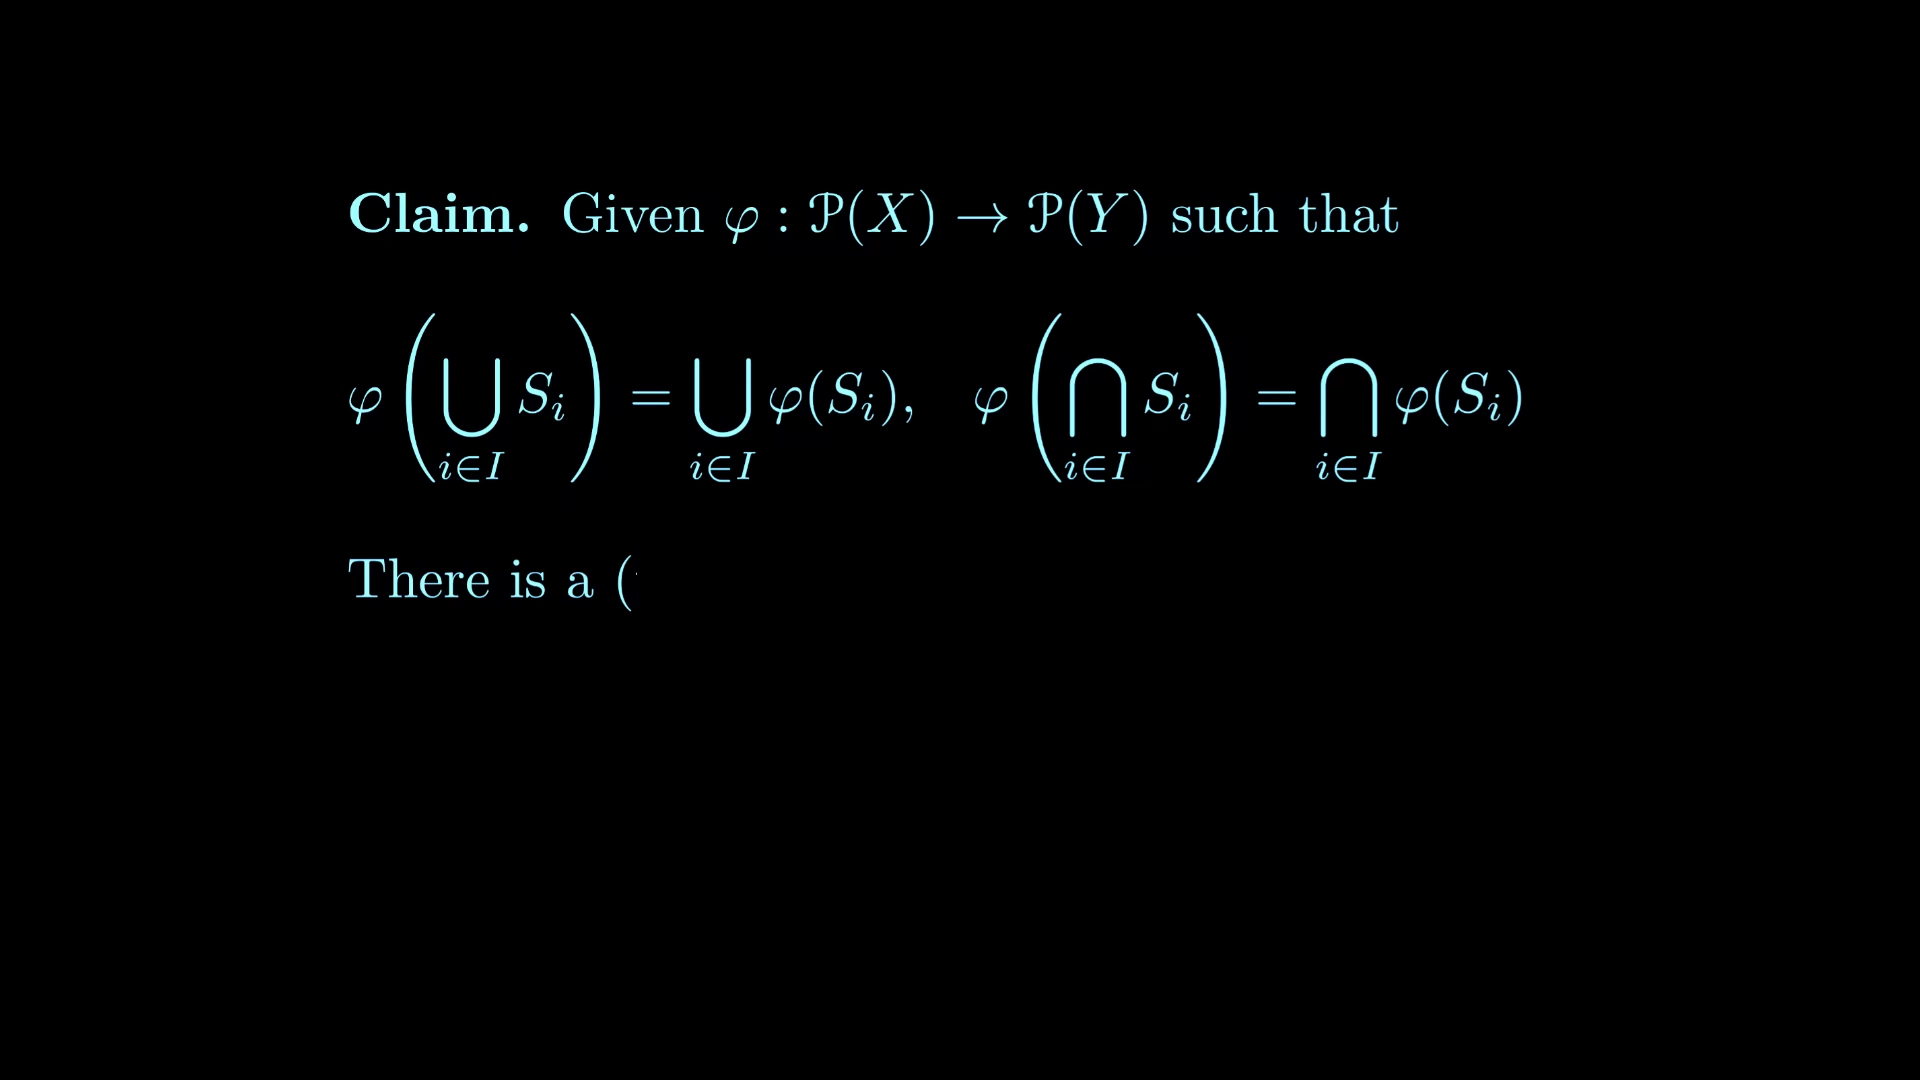 Claim. Given φ : 𝒫(X) → 𝒫(Y) such that
φ(⋃_{i∈I} S_i) = ⋃_{i∈I} φ(S_i), φ(⋂_{i∈I} S_i) = ⋂_{i∈I} φ(S_i)
There is a (